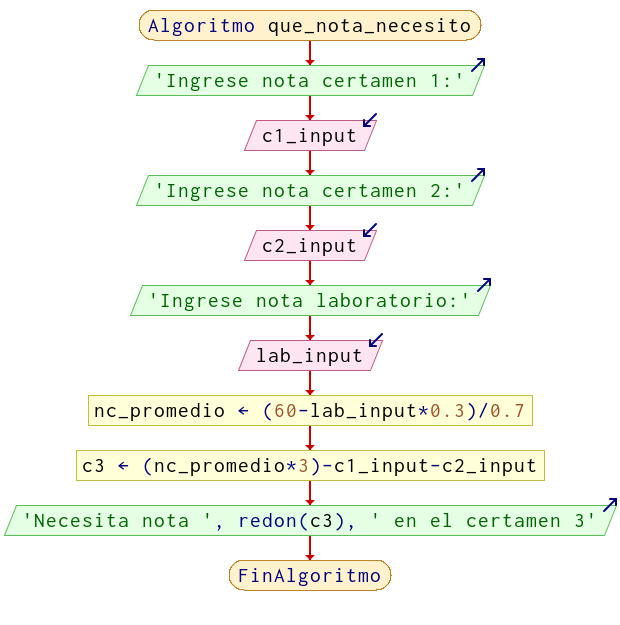 Algoritmo que_nota_necesito
'Ingrese nota certamen 1:'
c1_input
'Ingrese nota certamen 2:'
c2_input
'Ingrese nota laboratorio:'
lab_input
nc_promedio ← (60-lab_input*0.3)/0.7
c3 ← (nc_promedio*3)-c1_input-c2_input
'Necesita nota ', redon(c3), ' en el certamen 3'
FinAlgoritmo